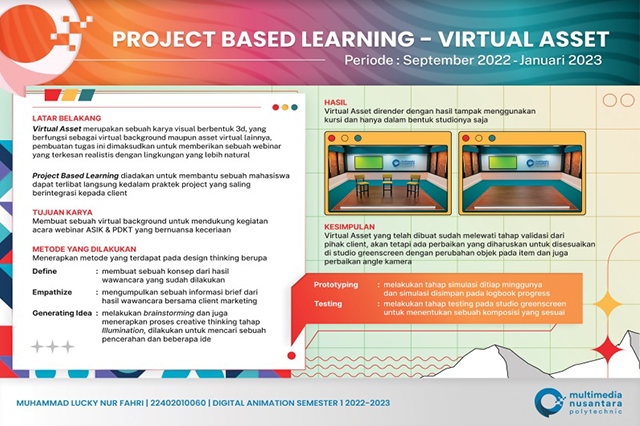 PROJECT BASED LEARNING - VIRTUAL ASSET
Periode : September 2022 - Januari 2023
LATAR BELAKANG
Virtual Asset merupakan sebuah karya visual berbentuk 3d, yang
berfungsi sebagai virtual background maupun asset virtual lainnya,
pembuatan tugas ini dimaksudkan untuk memberikan sebuah webinar
yang terkesan realistis dengan lingkungan yang lebih natural
Project Based Learning diadakan untuk membantu sebuah mahasiswa
dapat terlibat langsung kedalam praktek project yang saling
berintegrasi kepada client
TUJUAN KARYA
Membuat sebuah virtual background untuk mendukung kegiatan
acara webinar ASIK & PDKT yang bernuansa keceriaan
METODE YANG DILAKUKAN
Menerapkan metode yang terdapat pada design thinking berupa
Define : membuat sebuah konsep dari hasil
wawancara yang sudah dilakukan
Empathize : mengumpulkan sebuah informasi brief dari
hasil wawancara bersama client marketing
Generating Idea : melakukan brainstorming dan juga
menerapkan proses creative thinking tahap
Illumination, dilakukan untuk mencari sebuah
pencerahan dan beberapa ide
HASIL
Virtual Asset dirender dengan hasil tampak menggunakan
kursi dan hanya dalam bentuk studionya saja
KESIMPULAN
Virtual Asset yang telah dibuat sudah melewati tahap validasi dari
pihak client, akan tetapi ada perbaikan yang diharuskan untuk disesuaikan
di studio greenscreen dengan perubahan objek pada item dan juga
perbaikan angle kamera
Prototyping : melakukan tahap simulasi ditiap minggunya
dan simulasi disimpan pada logbook progress
Testing : melakukan tahap testing pada studio greenscreen
untuk menentukan sebuah komposisi yang sesuai
MUHAMMAD LUCKY NUR FAHRI | 22402010060 | DIGITAL ANIMATION SEMESTER 1 2022-2023
multimedia
nusantara
polytechnic